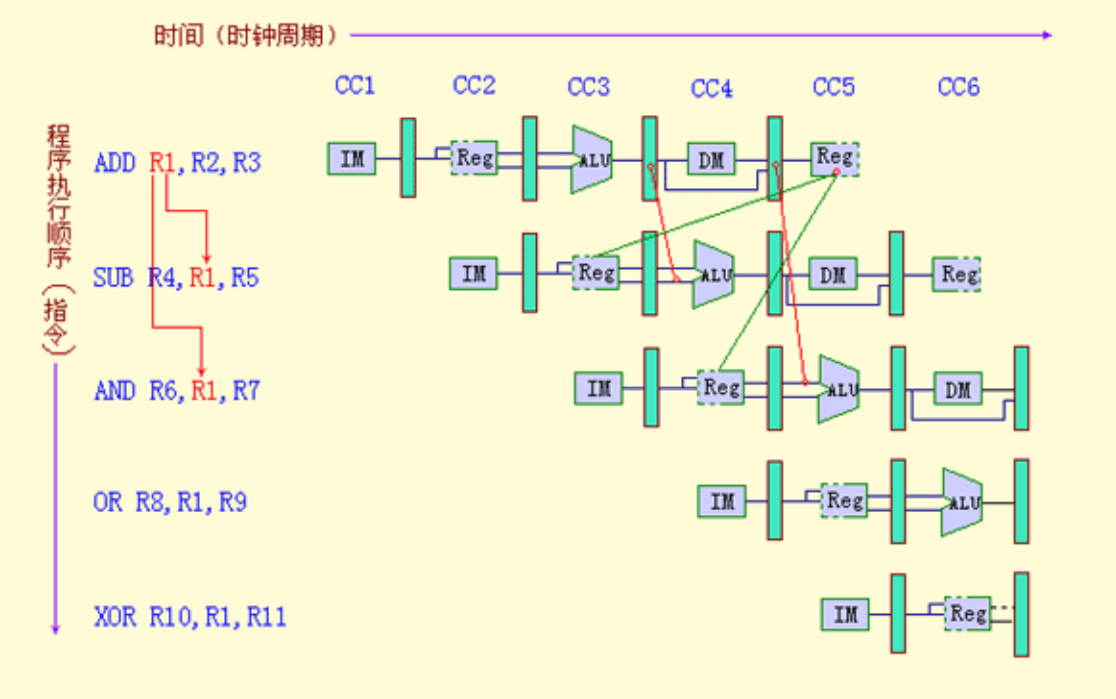 时间（时钟周期）
CC1 CC2 CC3 CC4 CC5 CC6
程序执行顺序（指令）
ADD R1,R2,R3 IM Reg ALU DM Reg
SUB R4,R1,R5 IM Reg ALU DM Reg
AND R6,R1,R7 IM Reg ALU DM
OR R8,R1,R9 IM Reg ALU
XOR R10,R1,R11 IM Reg